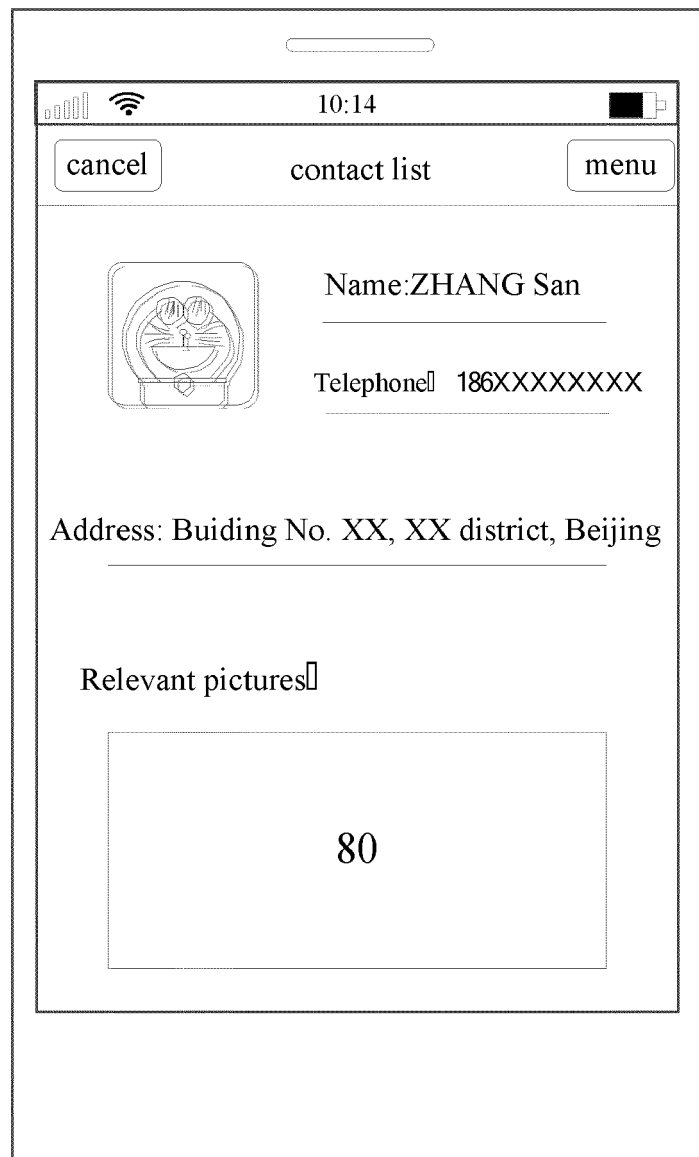 10:14
cancel contact list menu
Name:ZHANG San
Telephone▯ 186XXXXXXXX
Address: Buiding No. XX, XX district, Beijing
Relevant pictures▯
80